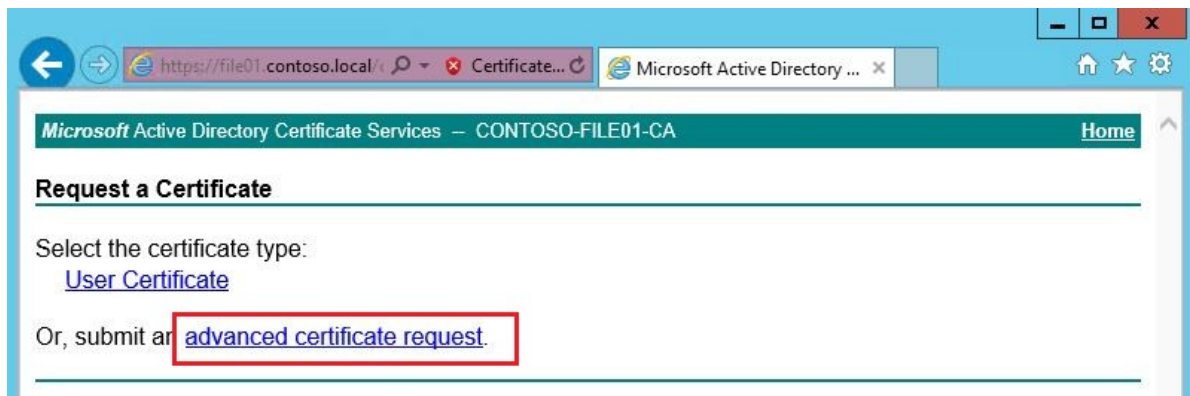 https://file01.contoso.local/ Certificate... Microsoft Active Directory ...
Microsoft Active Directory Certificate Services -- CONTOSO-FILE01-CA Home
Request a Certificate
Select the certificate type:
User Certificate
Or, submit an advanced certificate request.